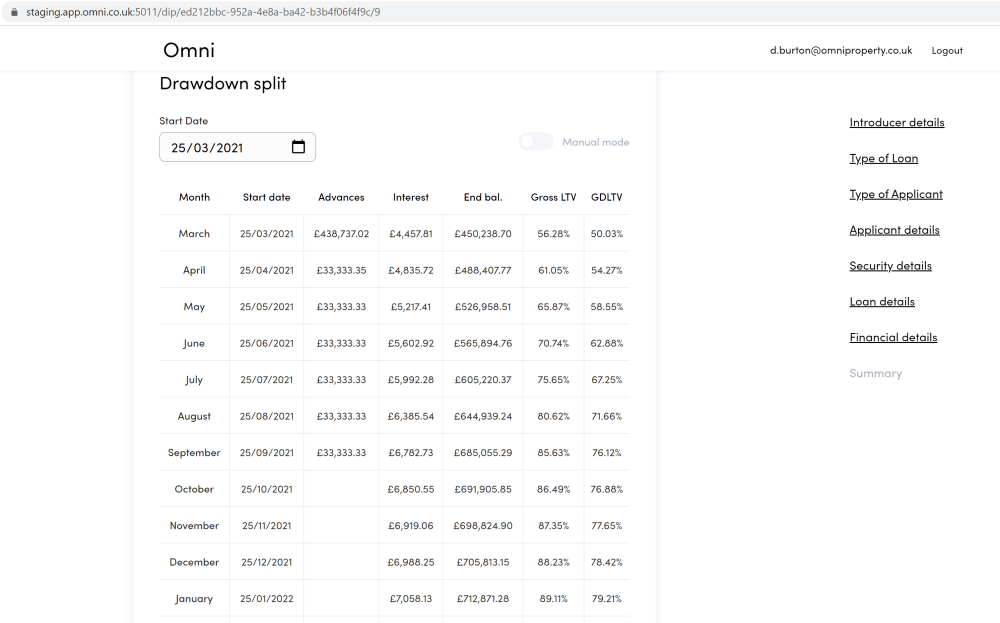 staging.app.omni.co.uk:5011/dip/ed212bbc-952a-4e8a-ba42-b3b4f06f4f9c/9
Omni
d.burton@omniproperty.co.uk Logout
Drawdown split
Start Date
25/03/2021
Manual mode
Month Start date Advances Interest End bal. Gross LTV GDLTV
March 25/03/2021 £438,737.02 £4,457.81 £450,238.70 56.28% 50.03%
April 25/04/2021 £33,333.35 £4,835.72 £488,407.77 61.05% 54.27%
May 25/05/2021 £33,333.33 £5,217.41 £526,958.51 65.87% 58.55%
June 25/06/2021 £33,333.33 £5,602.92 £565,894.76 70.74% 62.88%
July 25/07/2021 £33,333.33 £5,992.28 £605,220.37 75.65% 67.25%
August 25/08/2021 £33,333.33 £6,385.54 £644,939.24 80.62% 71.66%
September 25/09/2021 £33,333.33 £6,782.73 £685,055.29 85.63% 76.12%
October 25/10/2021 £6,850.55 £691,905.85 86.49% 76.88%
November 25/11/2021 £6,919.06 £698,824.90 87.35% 77.65%
December 25/12/2021 £6,988.25 £705,813.15 88.23% 78.42%
January 25/01/2022 £7,058.13 £712,871.28 89.11% 79.21%
Introducer details
Type of Loan
Type of Applicant
Applicant details
Security details
Loan details
Financial details
Summary